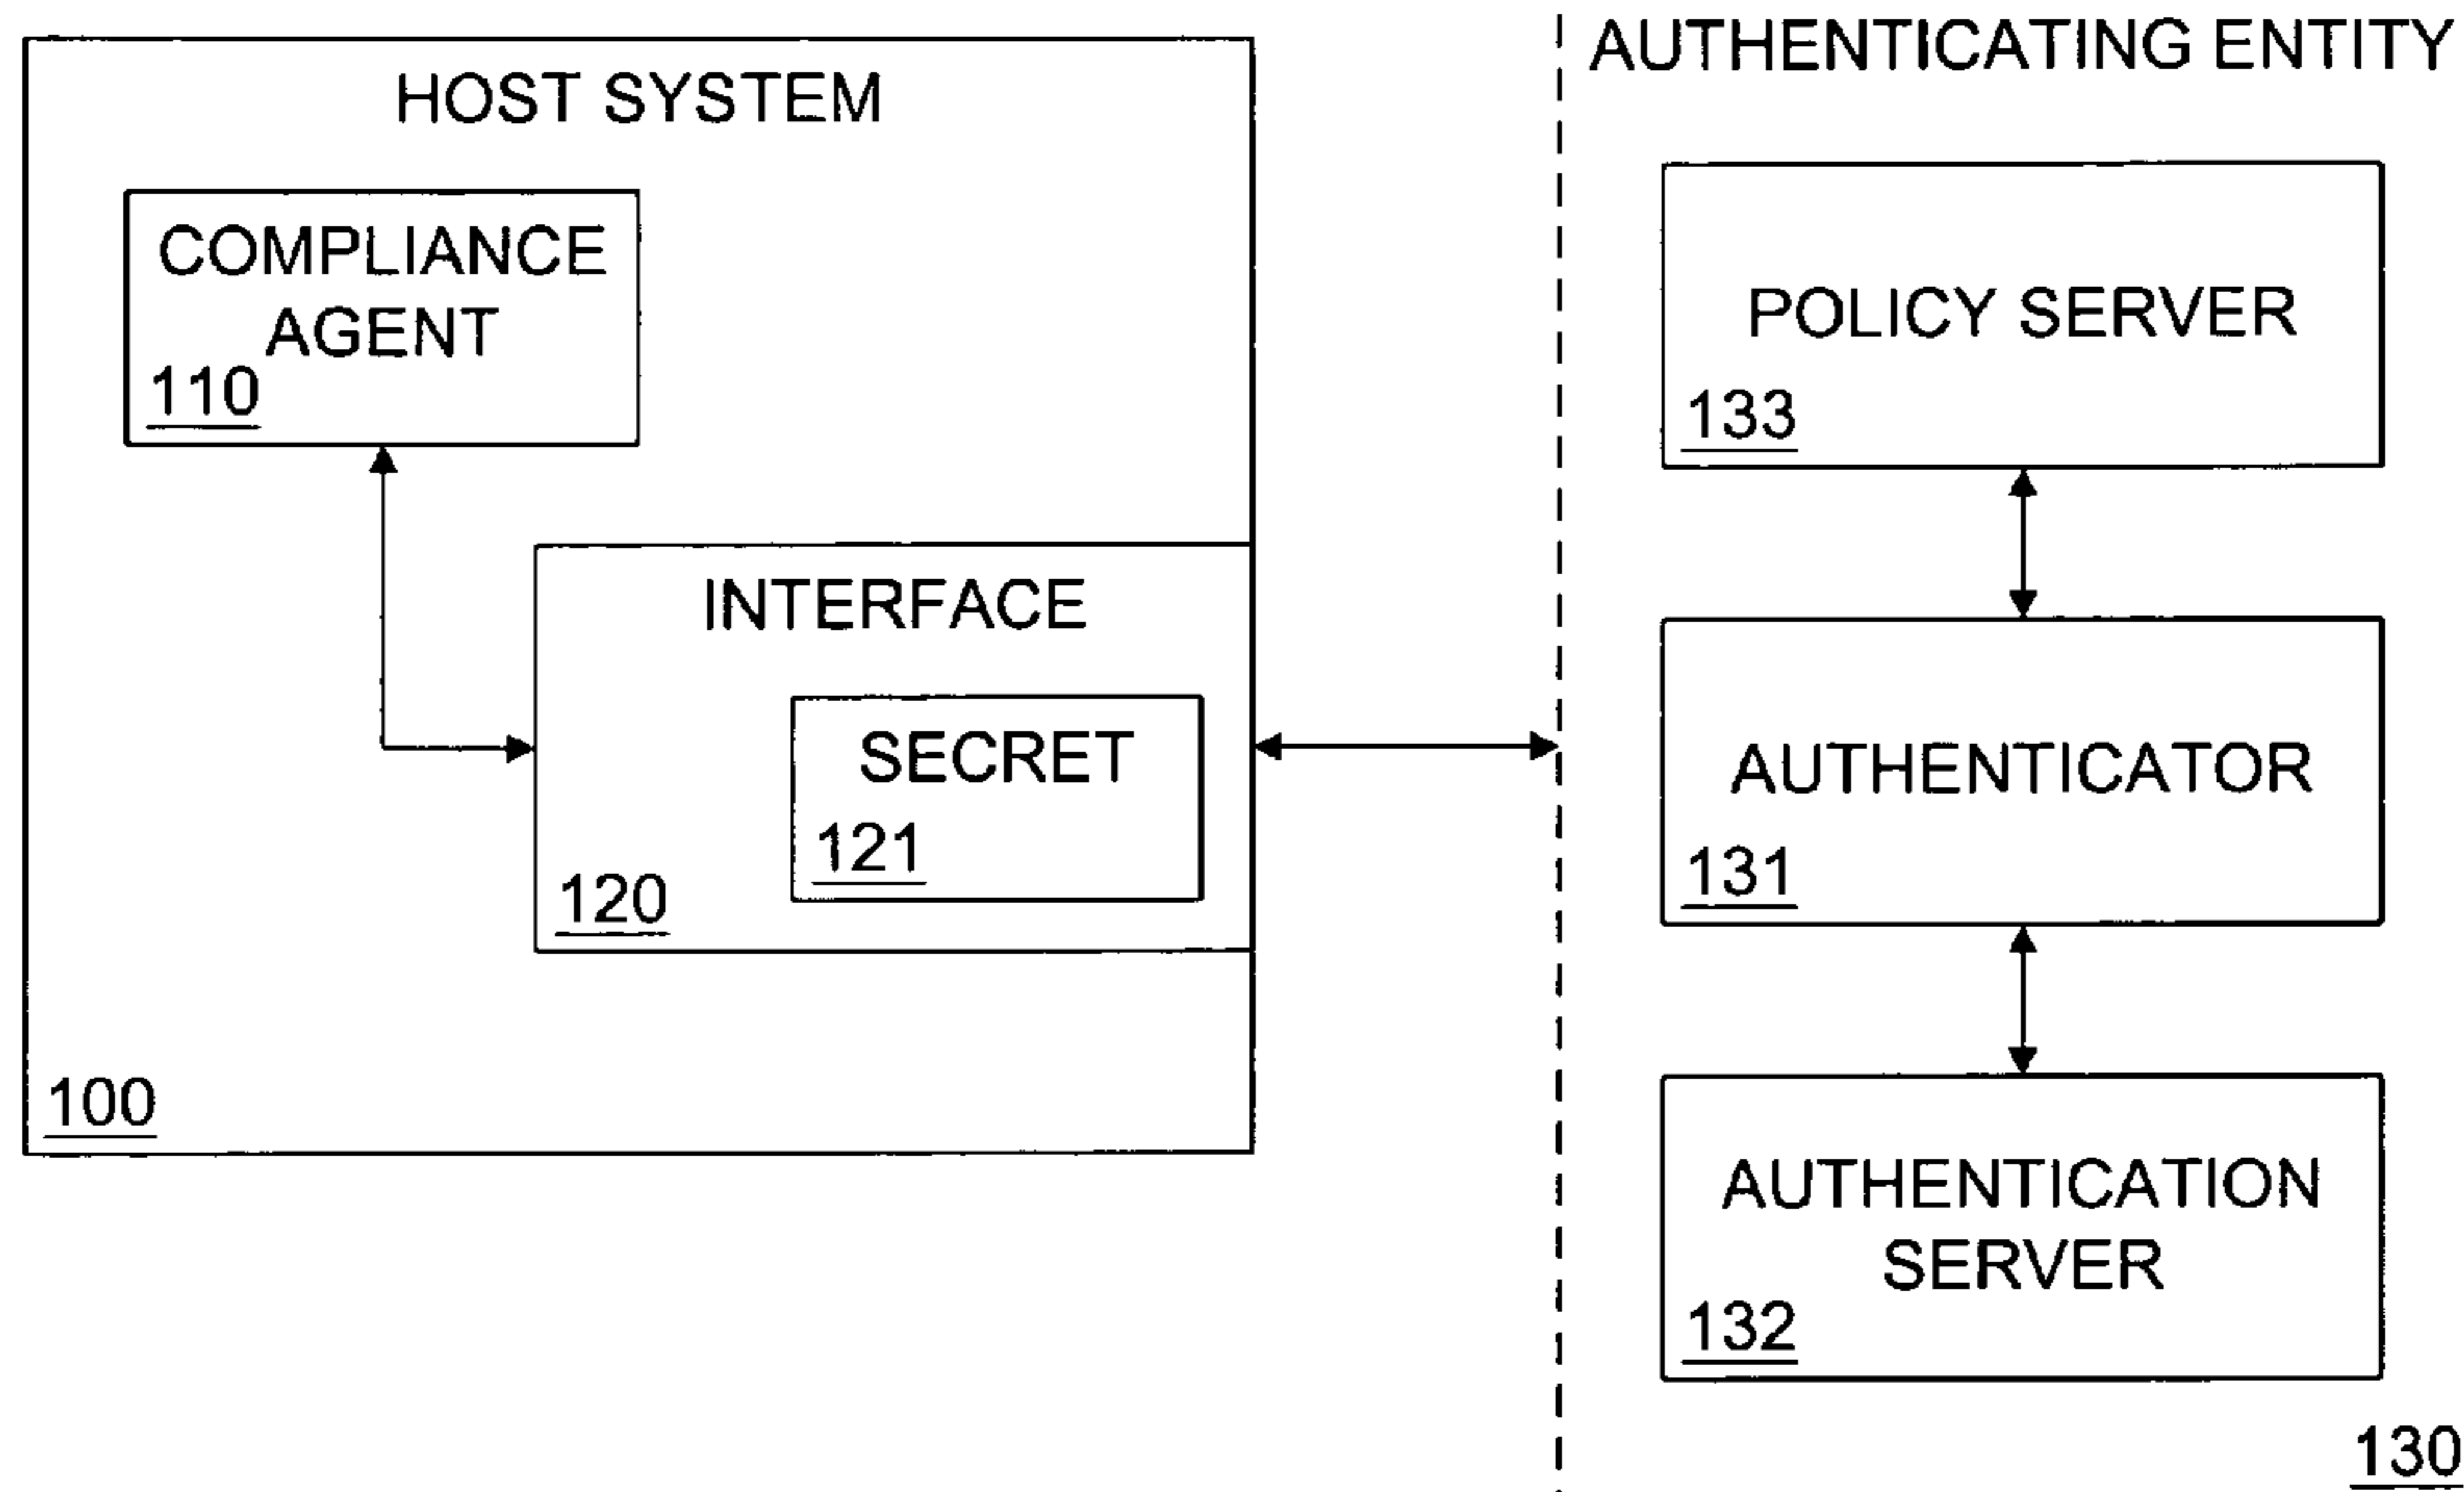 HOST SYSTEM
COMPLIANCE
AGENT
110
INTERFACE
SECRET
121
120
100
AUTHENTICATING ENTITY
POLICY SERVER
133
AUTHENTICATOR
131
AUTHENTICATION
SERVER
132
130